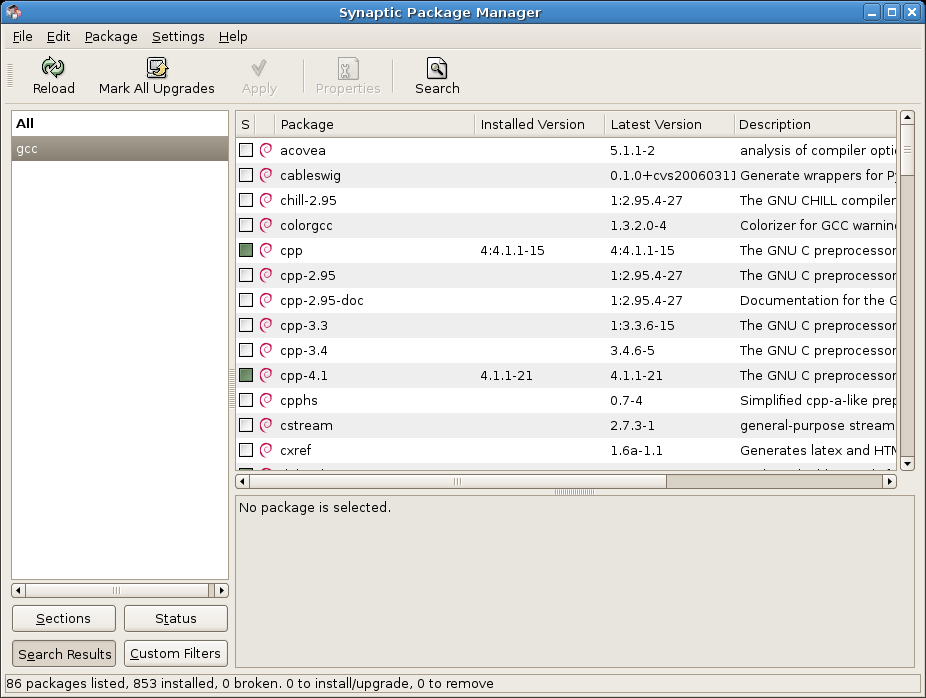 Synaptic Package Manager
File Edit Package Settings Help
Reload Mark All Upgrades Apply Properties Search
All
gcc
S Package Installed Version Latest Version Description
acovea 5.1.1-2 analysis of compiler optic
cableswig 0.1.0+cvs20060311 Generate wrappers for Py
chill-2.95 1:2.95.4-27 The GNU CHILL compiler
colorgcc 1.3.2.0-4 Colorizer for GCC warnin
cpp 4:4.1.1-15 4:4.1.1-15 The GNU C preprocessor
cpp-2.95 1:2.95.4-27 The GNU C preprocessor
cpp-2.95-doc 1:2.95.4-27 Documentation for the G
cpp-3.3 1:3.3.6-15 The GNU C preprocessor
cpp-3.4 3.4.6-5 The GNU C preprocessor
cpp-4.1 4.1.1-21 4.1.1-21 The GNU C preprocessor
cpphs 0.7-4 Simplified cpp-a-like prep
cstream 2.7.3-1 general-purpose stream
cxref 1.6a-1.1 Generates latex and HTM
No package is selected.
Sections Status
Search Results Custom Filters
86 packages listed, 853 installed, 0 broken. 0 to install/upgrade, 0 to remove